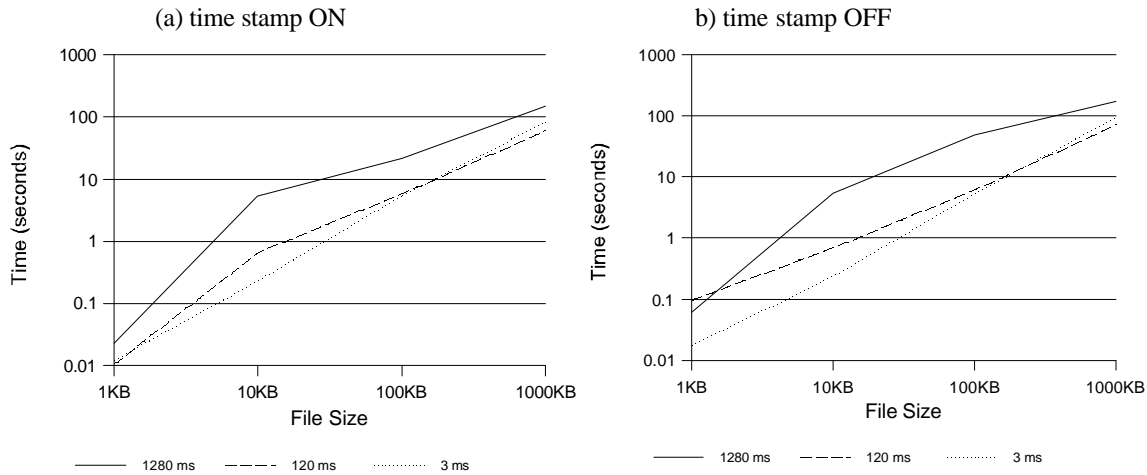 (a) time stamp ON
1000
100
10
1
0.1
0.01
Time (seconds)
1KB 10KB 100KB 1000KB
File Size
1280 ms 120 ms 3 ms
b) time stamp OFF
1000
100
10
1
0.1
0.01
Time (seconds)
1KB 10KB 100KB 1000KB
File Size
1280 ms 120 ms 3 ms